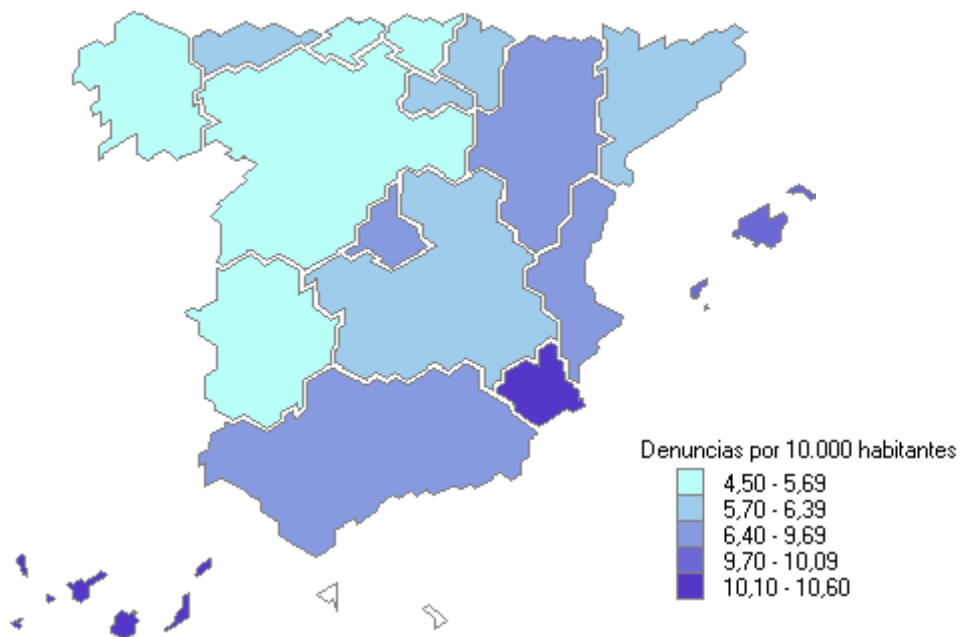 Denuncias por 10.000 habitantes
4,50 - 5,69
5,70 - 6,39
6,40 - 9,69
9,70 - 10,09
10,10 - 10,60